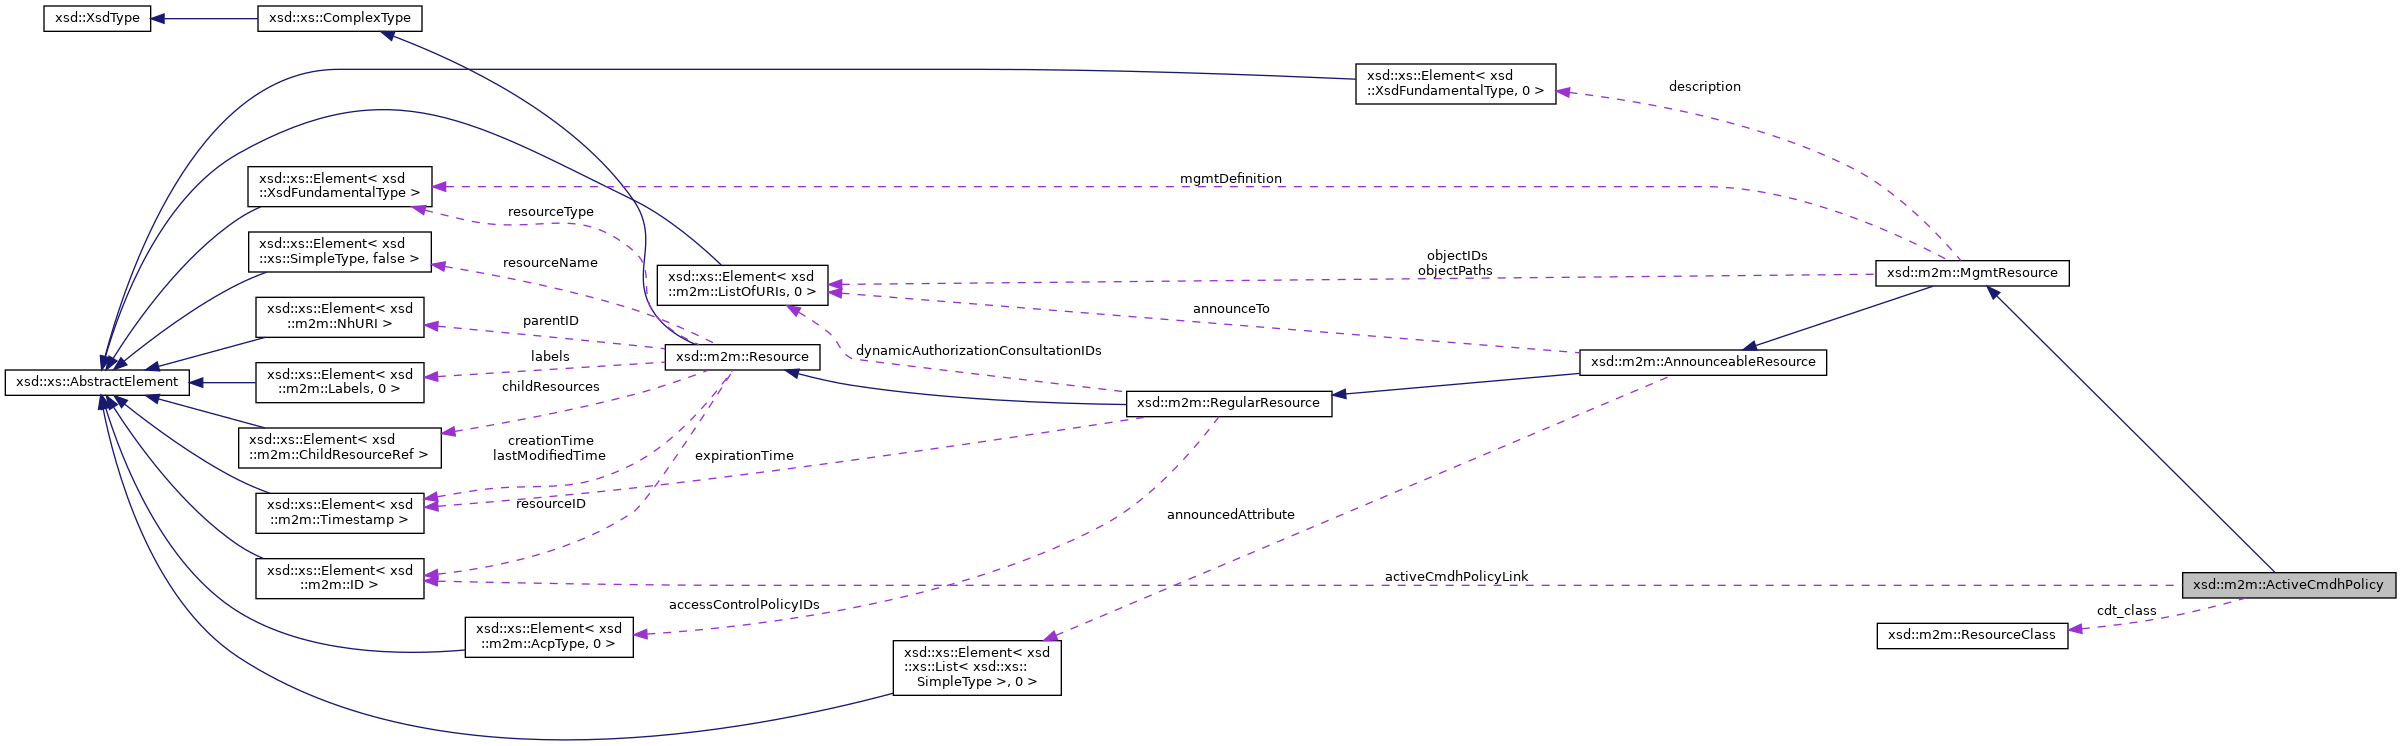 xsd::XsdType
xsd::xs::ComplexType
xsd::xs::Element< xsd
::XsdFundamentalType, 0 >
description
xsd::xs::Element< xsd
::XsdFundamentalType >
mgmtDefinition
resourceType
xsd::xs::Element< xsd
::xs::SimpleType, false >
resourceName
xsd::xs::Element< xsd
::m2m::ListOfURIs, 0 >
objectIDs
objectPaths
xsd::m2m::MgmtResource
xsd::xs::Element< xsd
::m2m::NhURI >
parentID
announceTo
xsd::m2m::Resource
labels
dynamicAuthorizationConsultationIDs
xsd::m2m::AnnounceableResource
xsd::xs::AbstractElement
xsd::xs::Element< xsd
::m2m::Labels, 0 >
childResources
xsd::m2m::RegularResource
xsd::xs::Element< xsd
::m2m::ChildResourceRef >
creationTime
lastModifiedTime
expirationTime
xsd::xs::Element< xsd
::m2m::Timestamp >
resourceID
announcedAttribute
xsd::xs::Element< xsd
::m2m::ID >
activeCmdhPolicyLink
xsd::m2m::ActiveCmdhPolicy
accessControlPolicyIDs
cdt_class
xsd::xs::Element< xsd
::m2m::AcpType, 0 >
xsd::m2m::ResourceClass
xsd::xs::Element< xsd
::xs::List< xsd::xs::
SimpleType >, 0 >